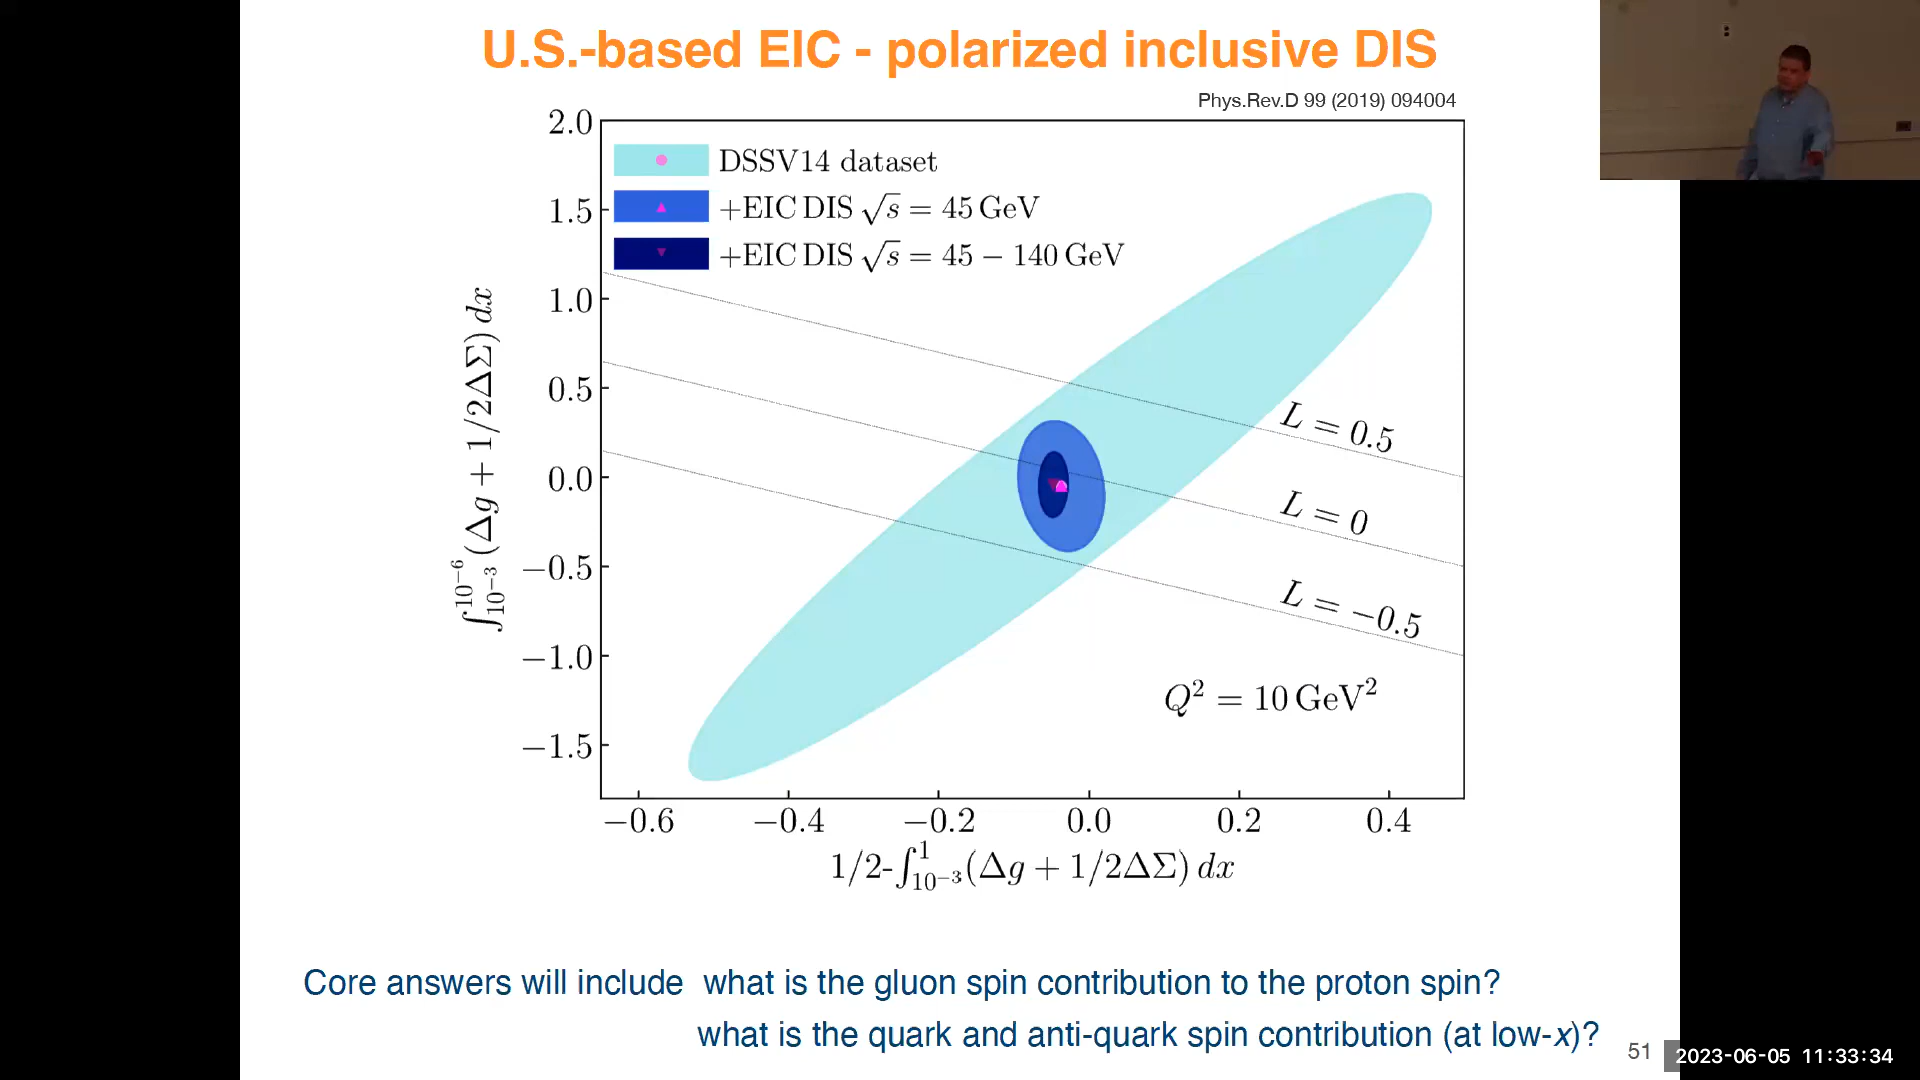 U.S.-based EIC - polarized inclusive DIS
Phys.Rev.D 99 (2019) 094004
DSSV14 dataset
+EIC DIS √s = 45 GeV
+EIC DIS √s = 45 − 140 GeV
2.0
1.5
1.0
0.5
0.0
−0.5
−1.0
−1.5
∫_{10^{-3}}^{10^{-6}} (Δg + 1/2ΔΣ) dx
L = 0.5
L = 0
L = −0.5
Q² = 10 GeV²
−0.6 −0.4 −0.2 0.0 0.2 0.4
1/2-∫_{10^{-3}}^{1} (Δg + 1/2ΔΣ) dx
Core answers will include what is the gluon spin contribution to the proton spin?
what is the quark and anti-quark spin contribution (at low-x)?
51
2023-06-05 11:33:34